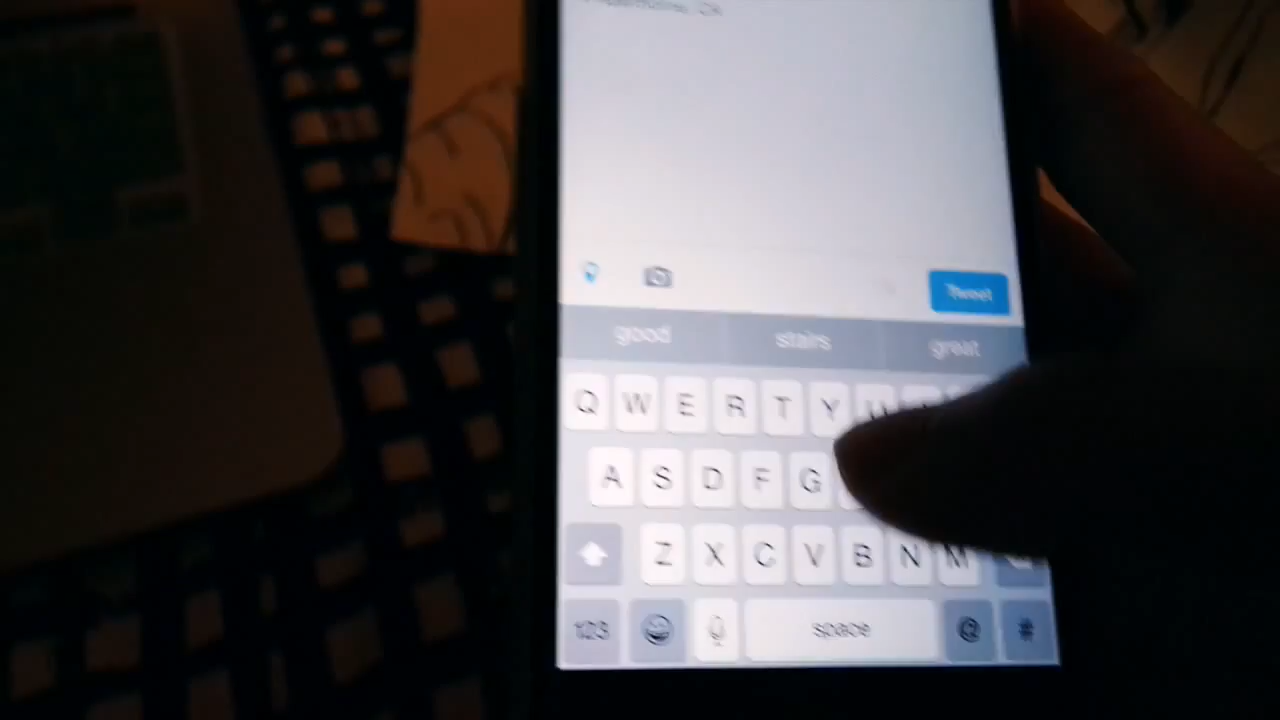 Tweet
good stairs great
Q W E R T Y U
A S D F G
Z X C V B N M
123 space @ #